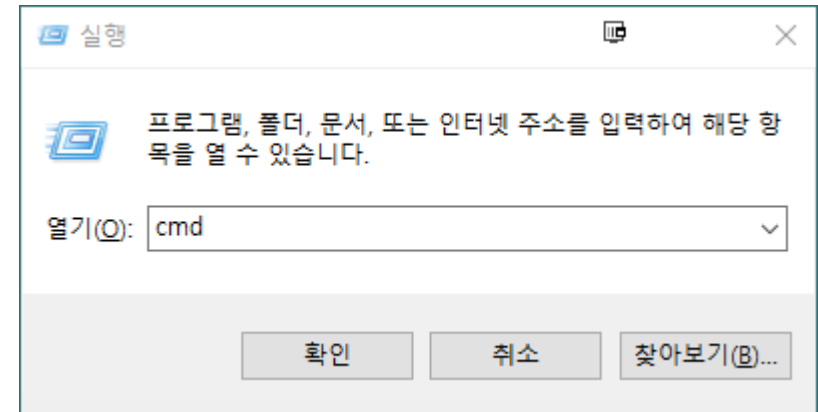 실행
프로그램, 폴더, 문서, 또는 인터넷 주소를 입력하여 해당 항
목을 열 수 있습니다.
열기(O): cmd
확인 취소 찾아보기(B)...